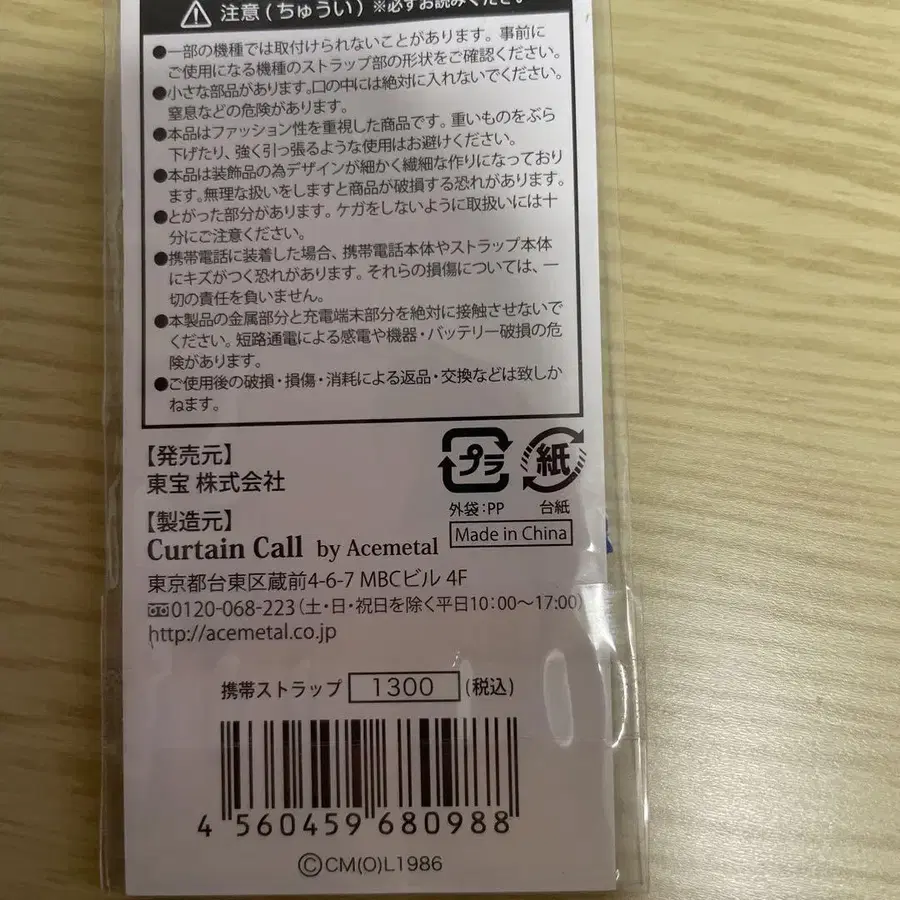 注意(ちゅうい) ※必ずお読みください
●一部の機種では取付けられないことがあります。事前に
ご使用になる機種のストラップ部の形状をご確認ください。
●小さな部品があります。口の中には絶対に入れないでください。
窒息などの危険があります。
●本品はファッション性を重視した商品です。重いものをぶら
下げたり、強く引っ張るような使用はお避けください。
●本品は装飾品の為デザインが細かく繊細な作りになっており
ます。無理な扱いをしますと商品が破損する恐れがあります。
●とがった部分があります。ケガをしないように取扱いには十
分にご注意ください。
●携帯電話に装着した場合、携帯電話本体やストラップ本体
にキズがつく恐れがあります。それらの損傷については、一
切の責任を負いません。
●本製品の金属部分と充電端末部分を絶対に接触させないで
ください。短路通電による感電や機器・バッテリー破損の危
険があります。
●ご使用後の破損・損傷・消耗による返品・交換などは致しか
ねます。
【発売元】
東宝 株式会社
プラ 紙
外袋:PP 台紙
【製造元】
Made in China
Curtain Call by Acemetal
東京都台東区蔵前4-6-7 MBCビル 4F
0120-068-223(土・日・祝日を除く平日10:00〜17:00)
http://acemetal.co.jp
携帯ストラップ 1300 (税込)
4 560459 680988
©CM(O)L1986